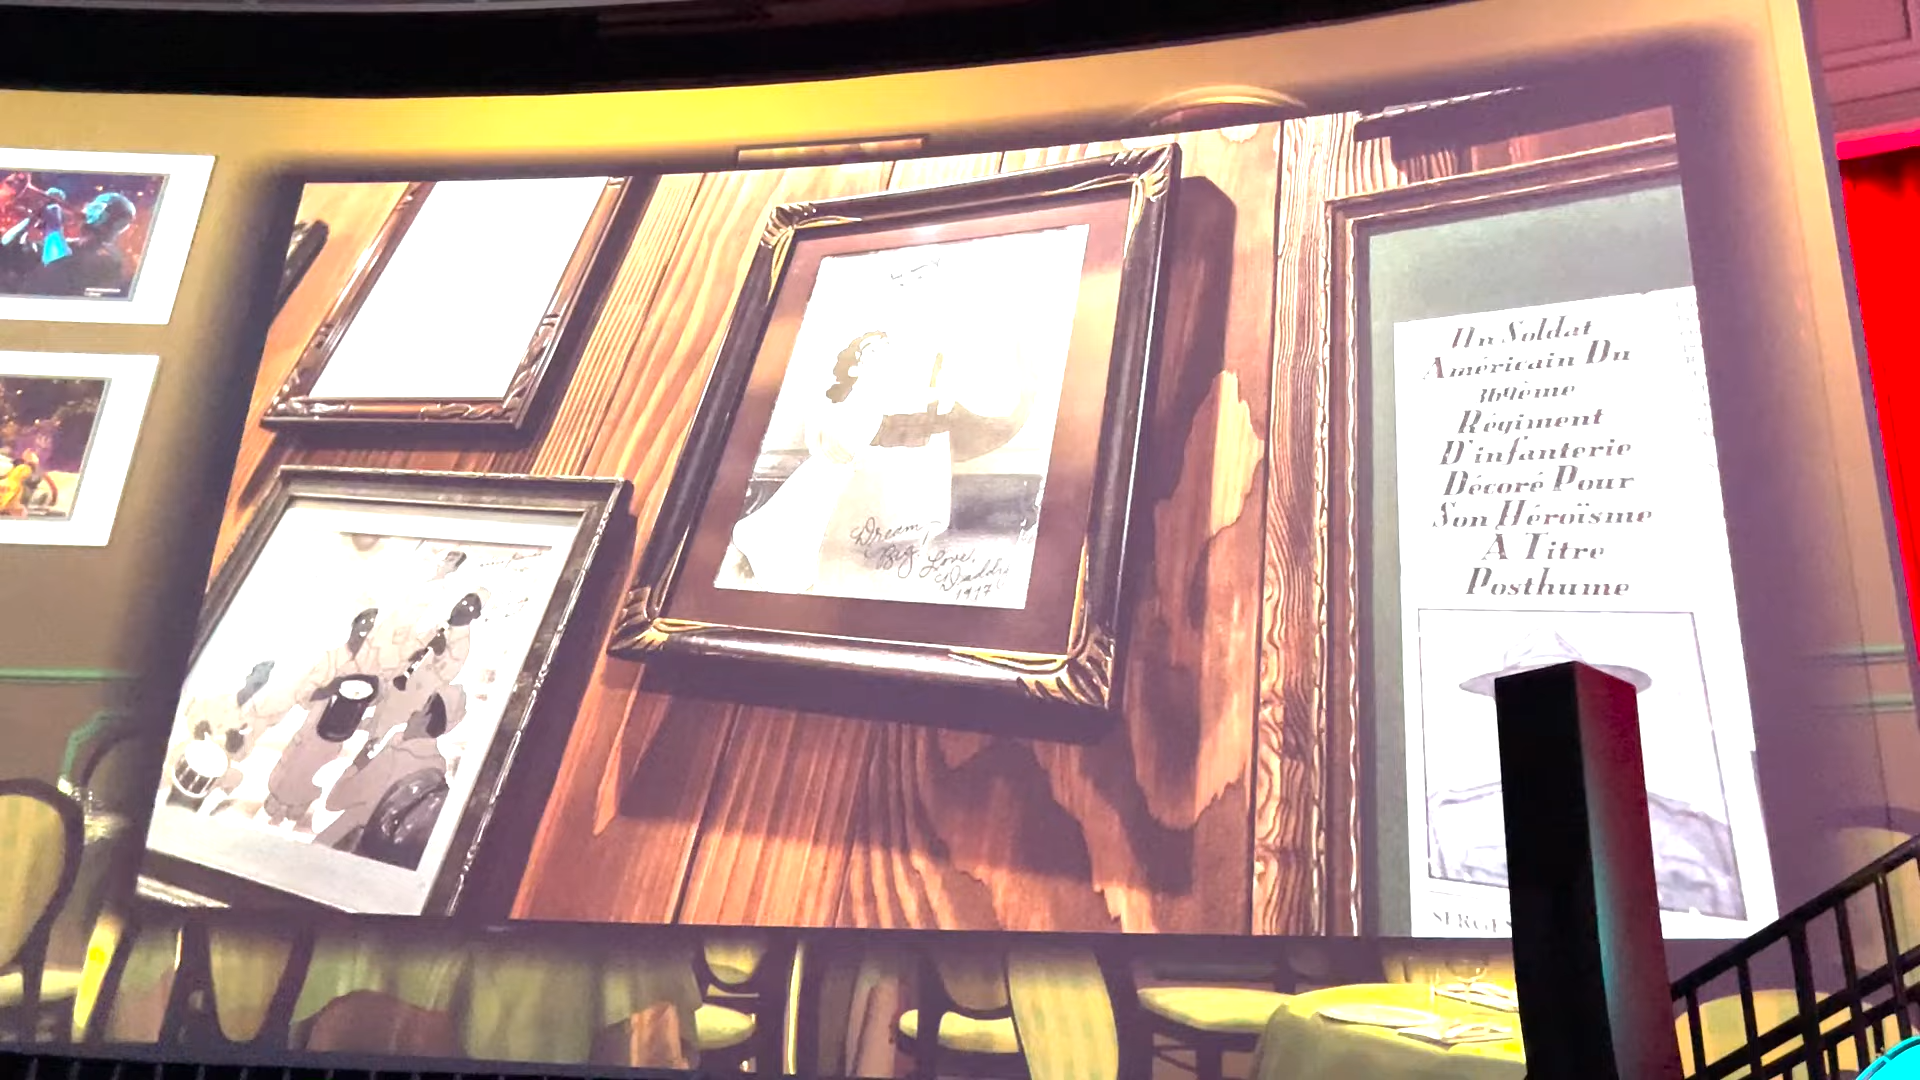 Dream
Big. Love,
Daddy
1917
Un Soldat
Américain Du
369ème
Régiment
D'infanterie
Décoré Pour
Son Héroïsme
A Titre
Posthume